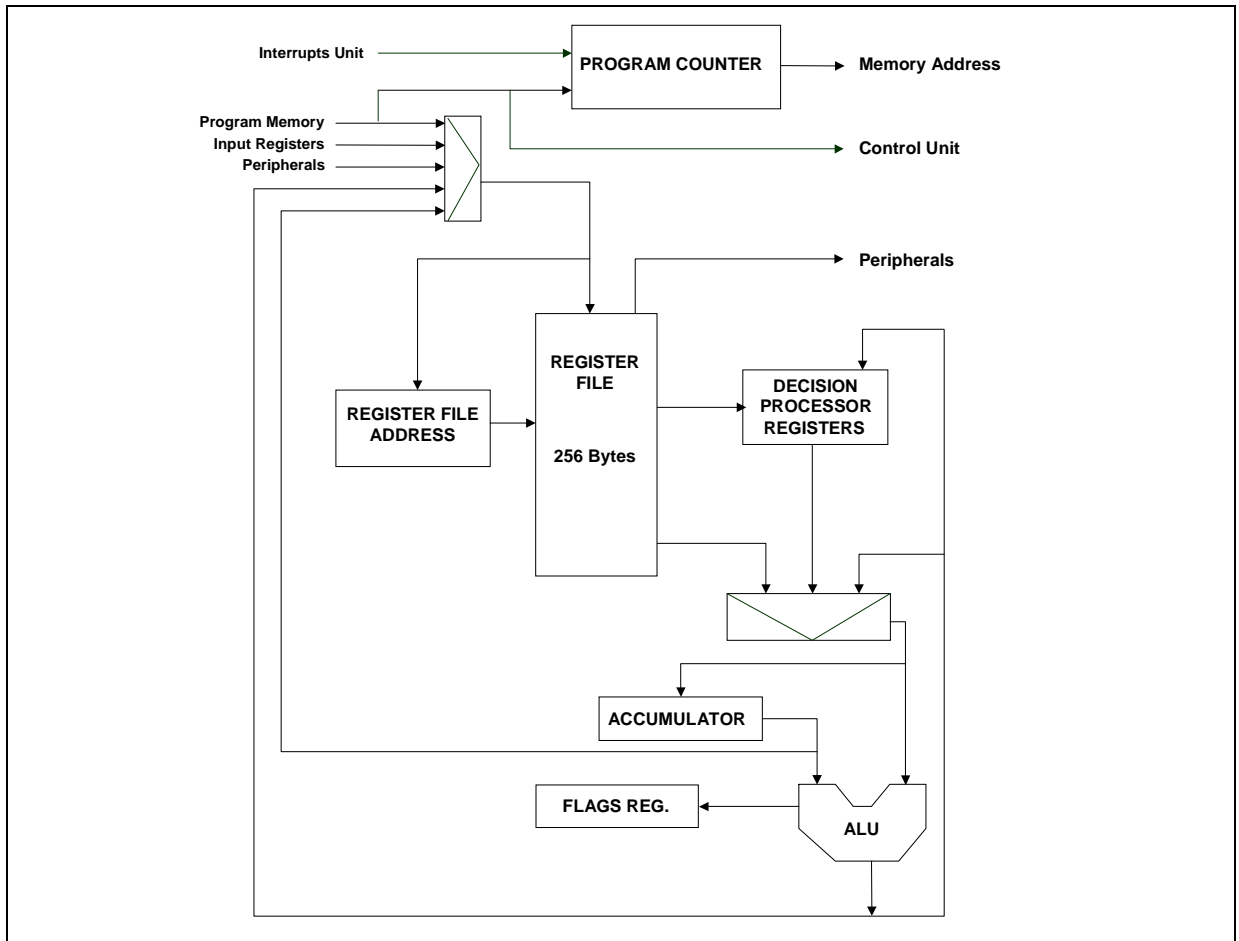 Interrupts Unit
PROGRAM COUNTER
Memory Address
Program Memory
Input Registers
Peripherals
Control Unit
Peripherals
REGISTER
FILE
256 Bytes
REGISTER FILE
ADDRESS
DECISION
PROCESSOR
REGISTERS
ACCUMULATOR
FLAGS REG.
ALU